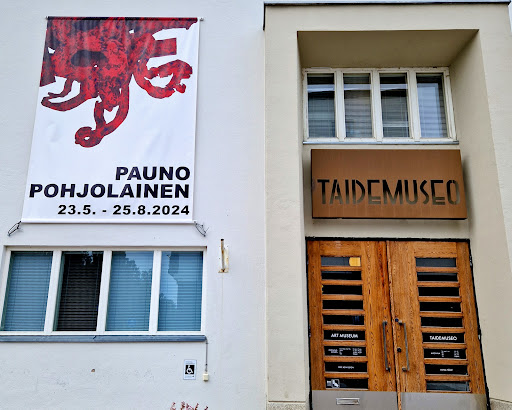 PAUNO
POHJOLAINEN
23.5. - 25.8.2024
TAIDEMUSEO
ART MUSEUM
TAIDEMUSEO